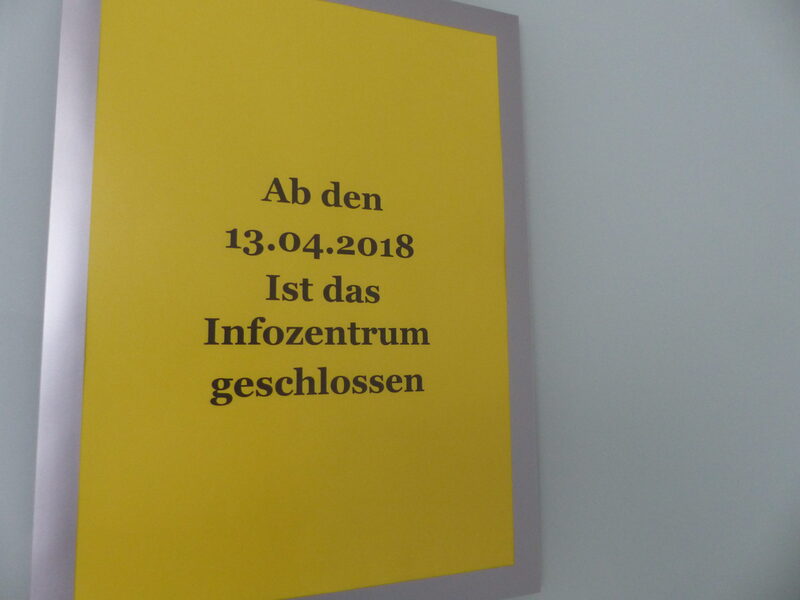 Ab den
13.04.2018
Ist das
Infozentrum
geschlossen